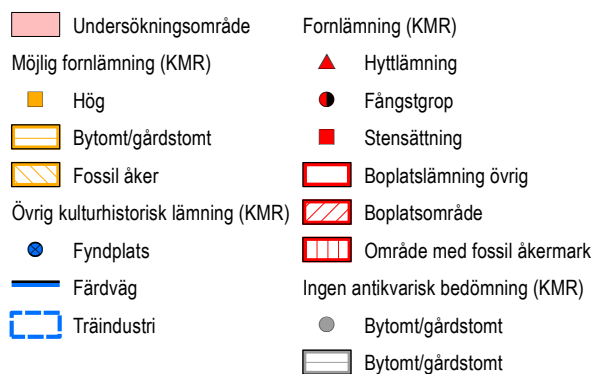 Undersökningsområde
Möjlig fornlämning (KMR)
Hög
Bytomt/gårdstomt
Fossil åker
Övrig kulturhistorisk lämning (KMR)
Fyndplats
Färdväg
Träindustri
Fornlämning (KMR)
Hyttlämning
Fångstgrop
Stensättning
Boplatslämning övrig
Boplatsområde
Område med fossil åkermark
Ingen antikvarisk bedömning (KMR)
Bytomt/gårdstomt
Bytomt/gårdstomt